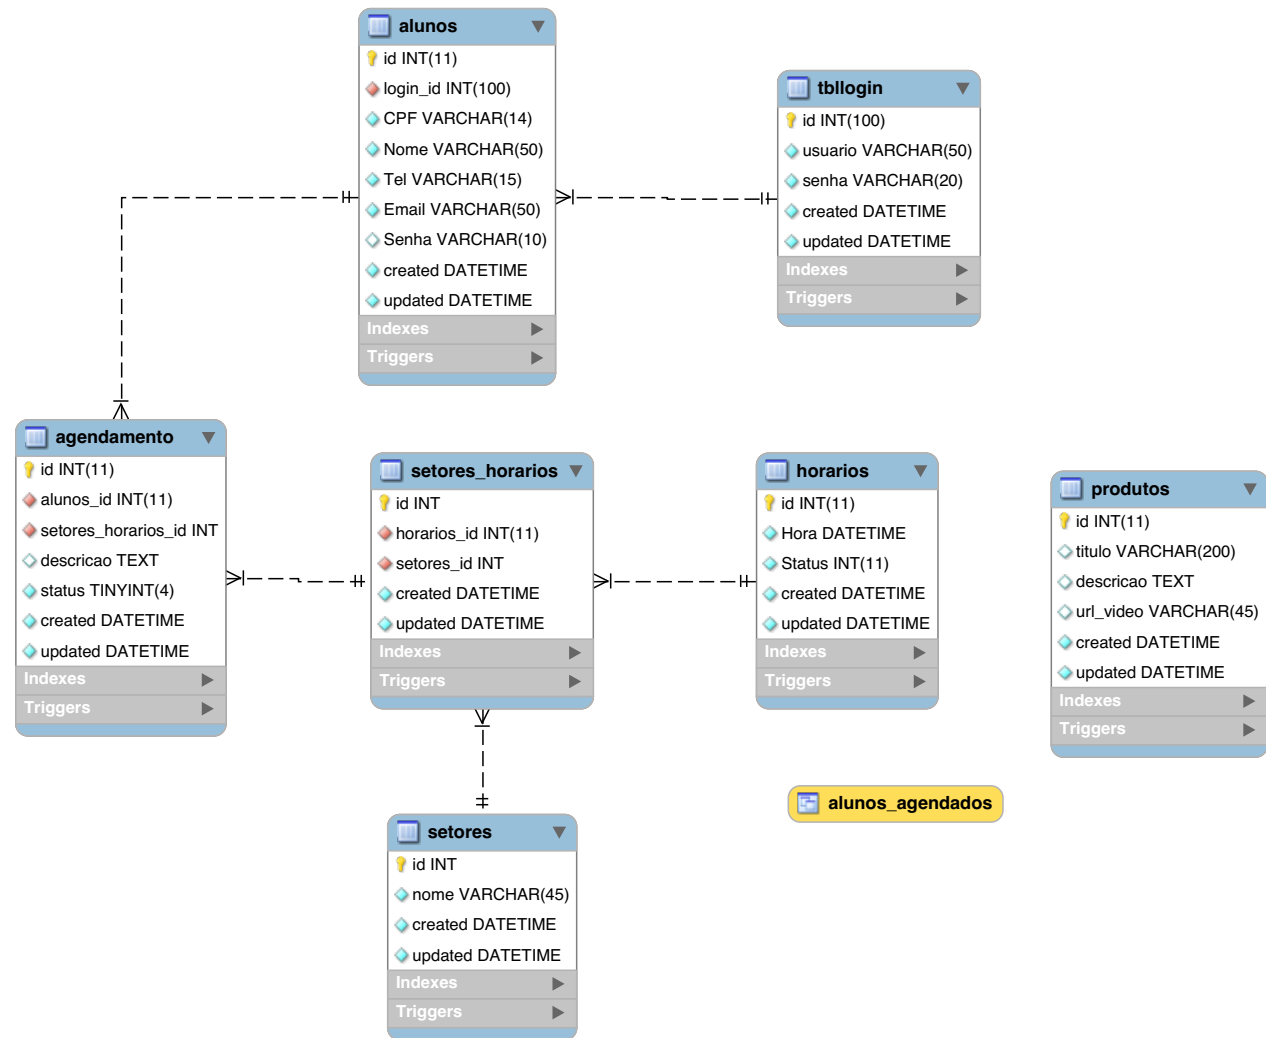 alunos
id INT(11)
login_id INT(100)
CPF VARCHAR(14)
Nome VARCHAR(50)
Tel VARCHAR(15)
Email VARCHAR(50)
Senha VARCHAR(10)
created DATETIME
updated DATETIME
Indexes
Triggers
tbllogin
id INT(100)
usuario VARCHAR(50)
senha VARCHAR(20)
created DATETIME
updated DATETIME
Indexes
Triggers
agendamento
id INT(11)
alunos_id INT(11)
setores_horarios_id INT
descricao TEXT
status TINYINT(4)
created DATETIME
updated DATETIME
Indexes
Triggers
setores_horarios
id INT
horarios_id INT(11)
setores_id INT
created DATETIME
updated DATETIME
Indexes
Triggers
horarios
id INT(11)
Hora DATETIME
Status INT(11)
created DATETIME
updated DATETIME
Indexes
Triggers
produtos
id INT(11)
titulo VARCHAR(200)
descricao TEXT
url_video VARCHAR(45)
created DATETIME
updated DATETIME
Indexes
Triggers
alunos_agendados
setores
id INT
nome VARCHAR(45)
created DATETIME
updated DATETIME
Indexes
Triggers